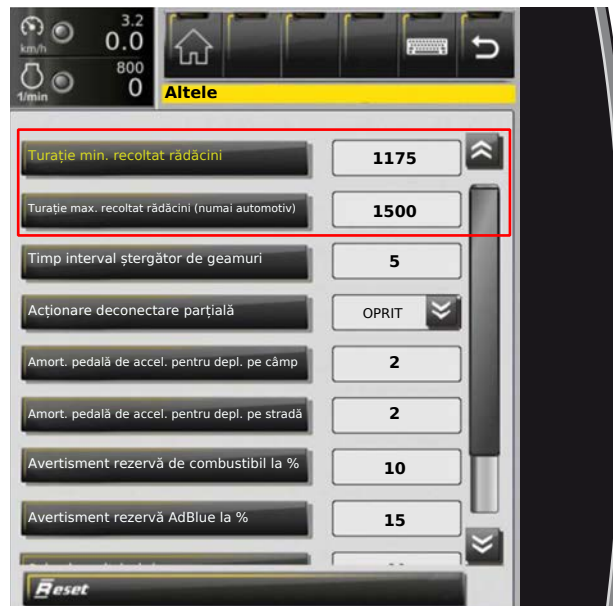 3.2
km/h 0.0
800
1/min 0
Altele
Turație min. recoltat rădăcini 1175
Turație max. recoltat rădăcini (numai automotiv) 1500
Timp interval ștergător de geamuri 5
Acționare deconectare parțială OPRIT
Amort. pedală de accel. pentru depl. pe câmp 2
Amort. pedală de accel. pentru depl. pe stradă 2
Avertisment rezervă de combustibil la % 10
Avertisment rezervă AdBlue la % 15
Reset